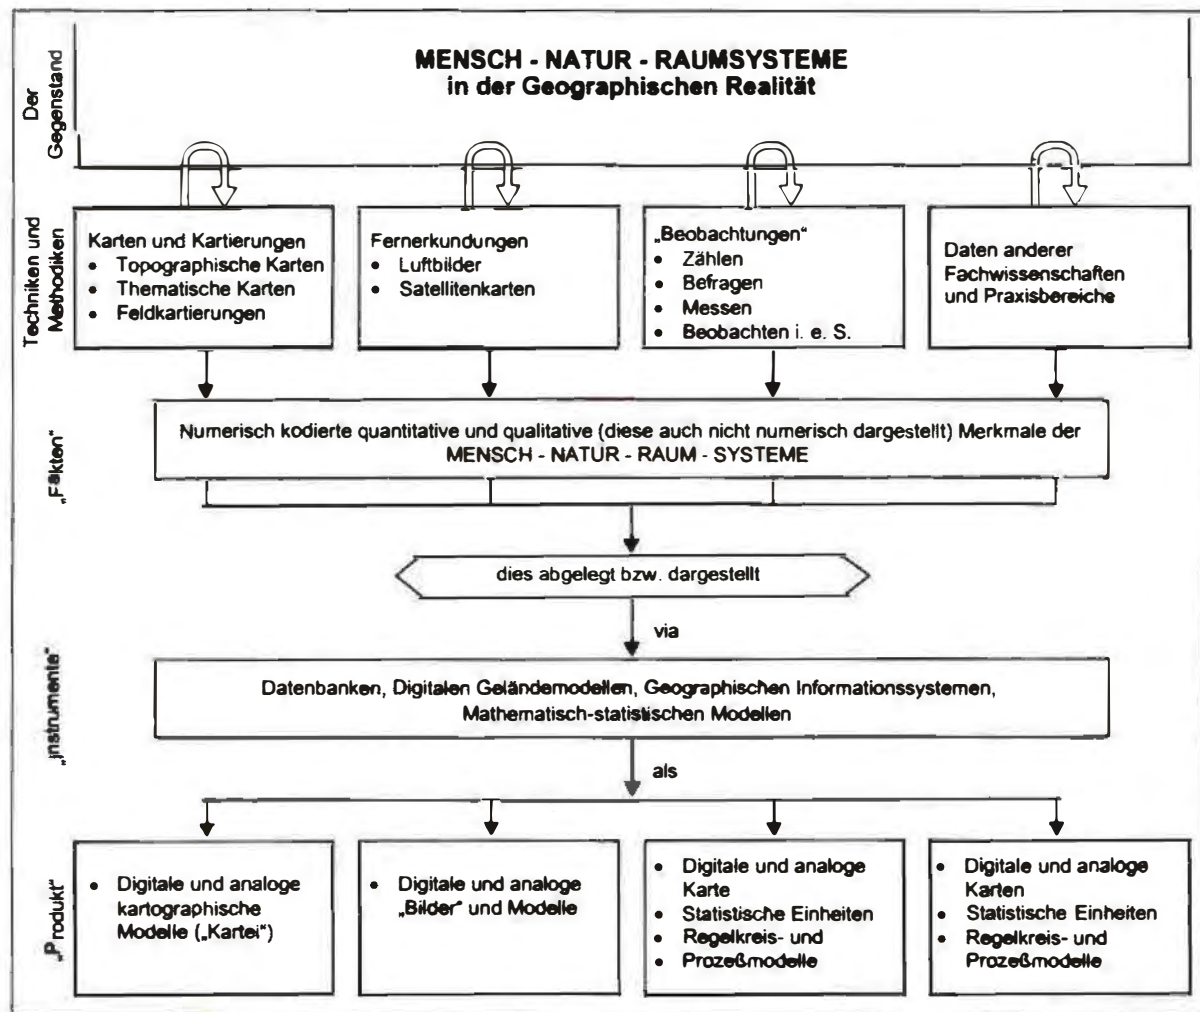 Der
Gegenstand
MENSCH - NATUR - RAUMSYSTEME
in der Geographischen Realität
Techniken und
Methodiken
Karten und Kartierungen
• Topographische Karten
• Thematische Karten
• Feldkartierungen
Fernerkundungen
• Luftbilder
• Satellitenkarten
„Beobachtungen“
• Zählen
• Befragen
• Messen
• Beobachten i. e. S.
Daten anderer
Fachwissenschaften
und Praxisbereiche
„Fakten“
Numerisch kodierte quantitative und qualitative (diese auch nicht numerisch dargestellt) Merkmale der
MENSCH - NATUR - RAUM - SYSTEME
dies abgelegt bzw. dargestellt
via
„Instrumente“
Datenbanken, Digitalen Geländemodellen, Geographischen Informationssystemen,
Mathematisch-statistischen Modellen
als
„Produkt“
• Digitale und analoge
kartographische
Modelle („Kartei“)
• Digitale und analoge
„Bilder“ und Modelle
• Digitale und analoge
Karte
• Statistische Einheiten
• Regelkreis- und
• Prozeßmodelle
• Digitale und analoge
Karten
• Statistische Einheiten
• Regelkreis- und
Prozeßmodelle